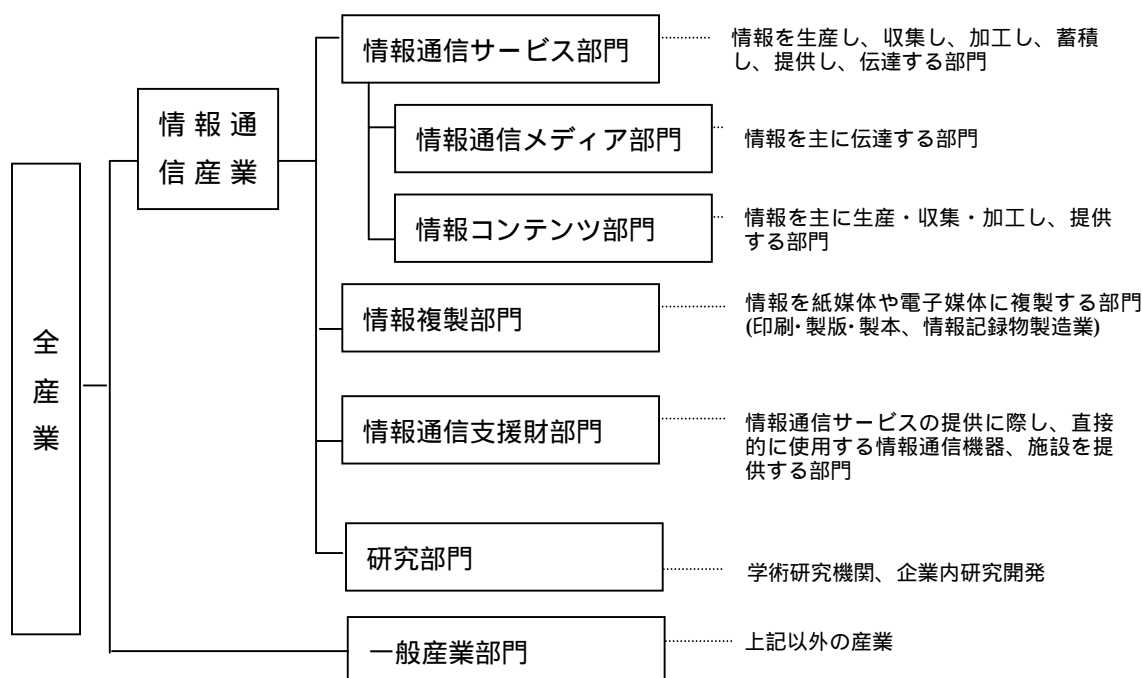 全
産
業
情報通
信産業
情報通信サービス部門
情報を生産し、収集し、加工し、蓄積
し、提供し、伝達する部門
情報通信メディア部門
情報を主に伝達する部門
情報コンテンツ部門
情報を主に生産・収集・加工し、提供
する部門
情報複製部門
情報を紙媒体や電子媒体に複製する部門
(印刷・製版・製本、情報記録物製造業)
情報通信支援財部門
情報通信サービスの提供に際し、直接
的に使用する情報通信機器、施設を提
供する部門
研究部門
学術研究機関、企業内研究開発
一般産業部門
上記以外の産業